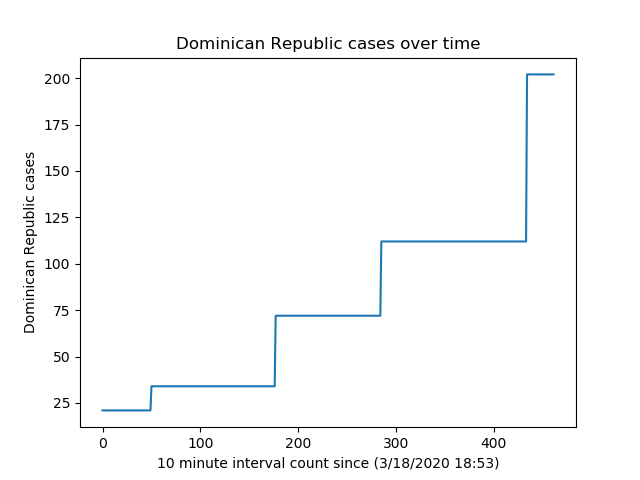 Dominican Republic cases over time
200
175
150
125
100
75
50
25
Dominican Republic cases
0 100 200 300 400
10 minute interval count since (3/18/2020 18:53)